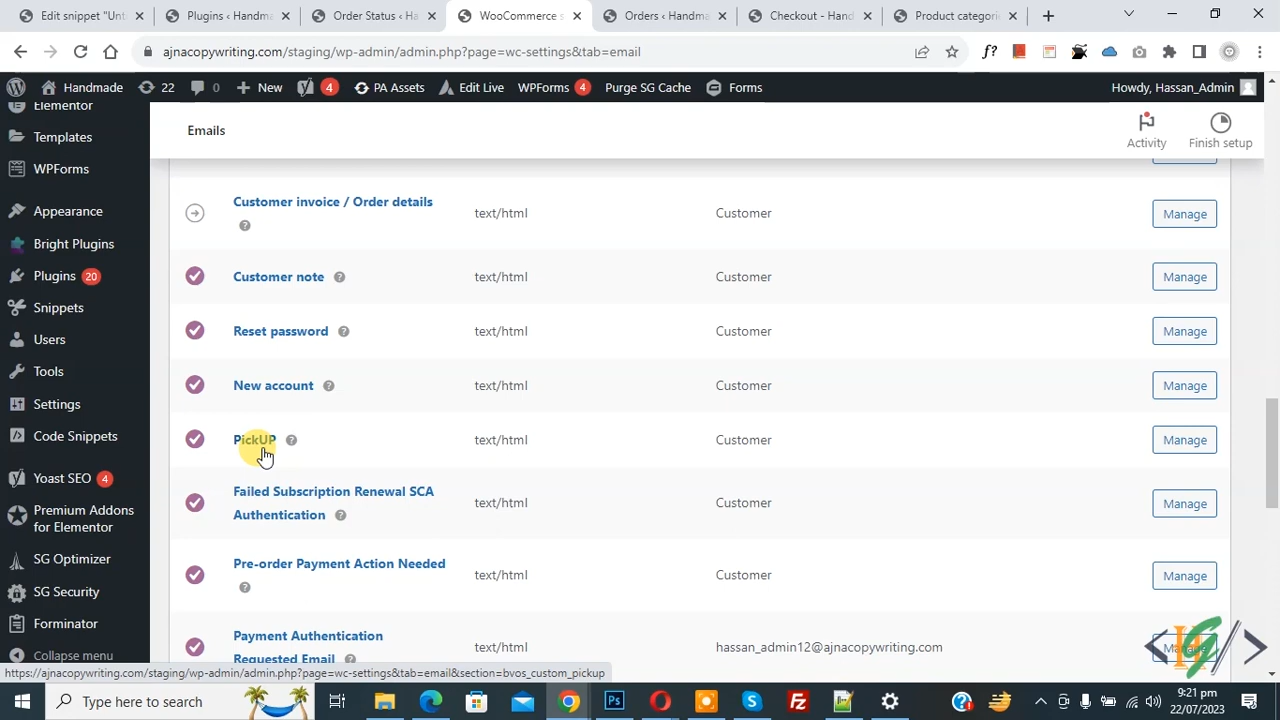 Edit snippet "Unt
Plugins ‹ Handma
Order Status ‹ Ha
WooCommerce s
Orders ‹ Handma
Checkout - Hand
Product categori
ajnacopywriting.com/staging/wp-admin/admin.php?page=wc-settings&tab=email
f?
Handmade
22
0
New
4
PA Assets
Edit Live
WPForms 4
Purge SG Cache
Forms
Howdy, Hassan_Admin
Elementor
Templates
WPForms
Appearance
Bright Plugins
Plugins 20
Snippets
Users
Tools
Settings
Code Snippets
Yoast SEO 4
Premium Addons
for Elementor
SG Optimizer
SG Security
Forminator
Collapse menu
Emails
Activity
Finish setup
Customer invoice / Order details
text/html
Customer
Manage
Customer note
text/html
Customer
Manage
Reset password
text/html
Customer
Manage
New account
text/html
Customer
Manage
PickUP
text/html
Customer
Manage
Failed Subscription Renewal SCA
Authentication
text/html
Customer
Manage
Pre-order Payment Action Needed
text/html
Customer
Manage
Payment Authentication
Requested Email
text/html
hassan_admin12@ajnacopywriting.com
https://ajnacopywriting.com/staging/wp-admin/admin.php?page=wc-settings&tab=email&section=bvos_custom_pickup
Type here to search
9:21 pm
22/07/2023